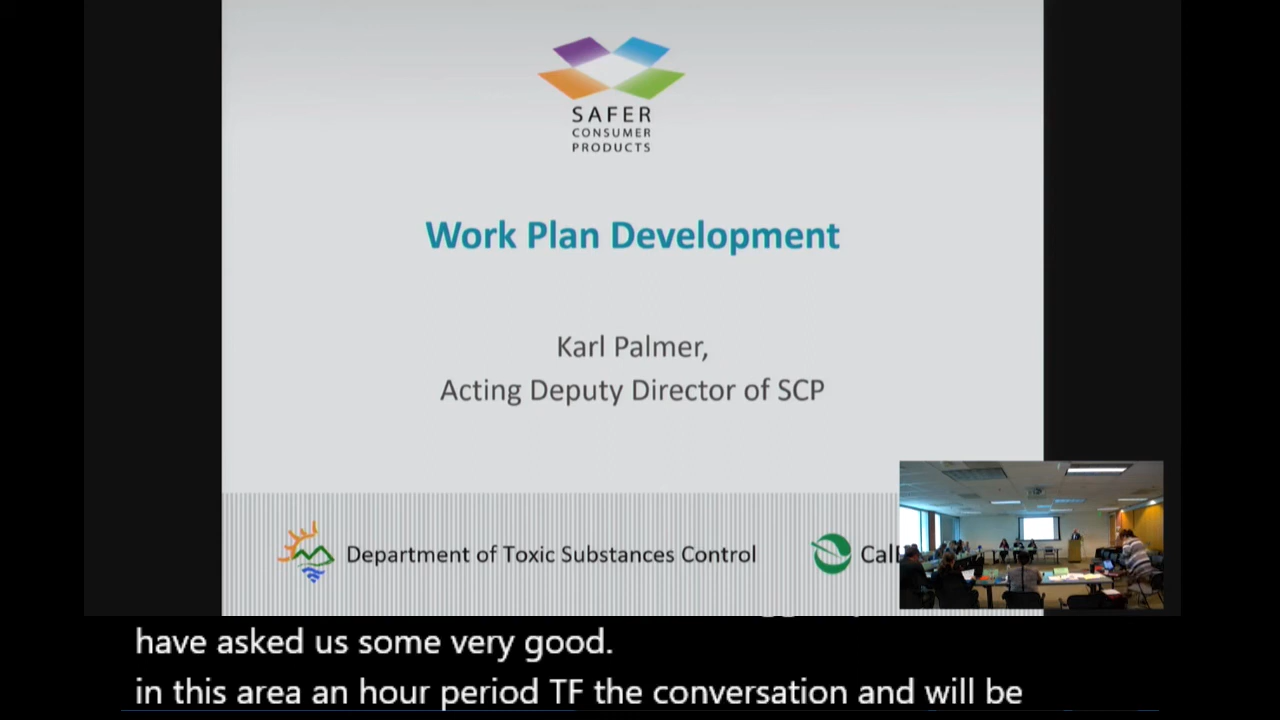 SAFER
CONSUMER
PRODUCTS
Work Plan Development
Karl Palmer,
Acting Deputy Director of SCP
Department of Toxic Substances Control
have asked us some very good.
in this area an hour period TF the conversation and will be